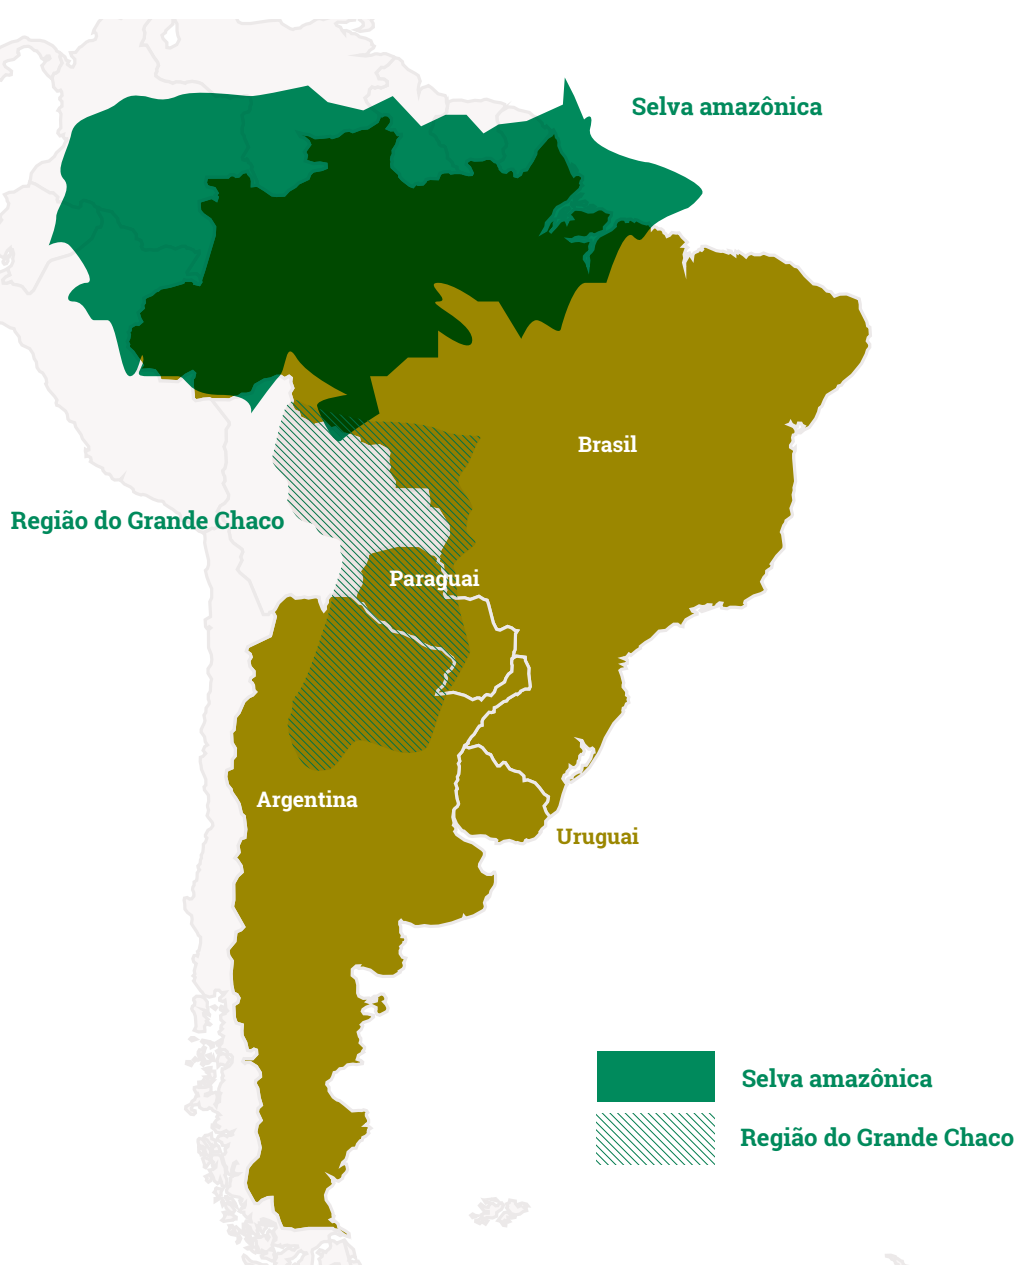 Selva amazônica
Brasil
Região do Grande Chaco
Paraguai
Argentina
Uruguai
Selva amazônica
Região do Grande Chaco